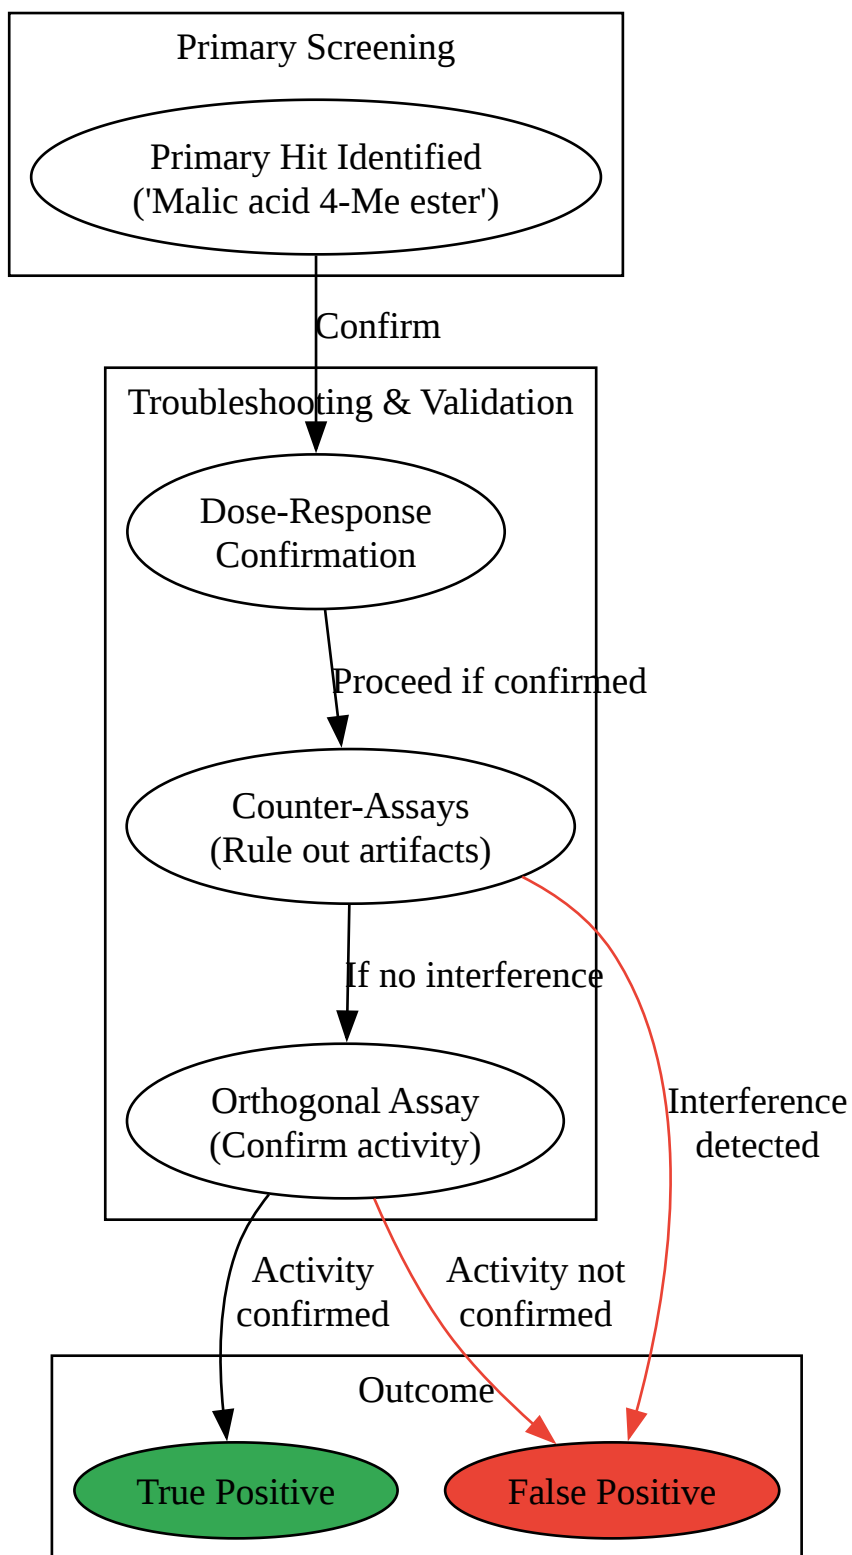 Primary Screening
Primary Hit Identified
('Malic acid 4-Me ester')
Confirm
Troubleshooting & Validation
Dose-Response
Confirmation
Proceed if confirmed
Counter-Assays
(Rule out artifacts)
If no interference
Orthogonal Assay
(Confirm activity)
Interference
detected
Activity
confirmed
Activity not
confirmed
Outcome
True Positive
False Positive